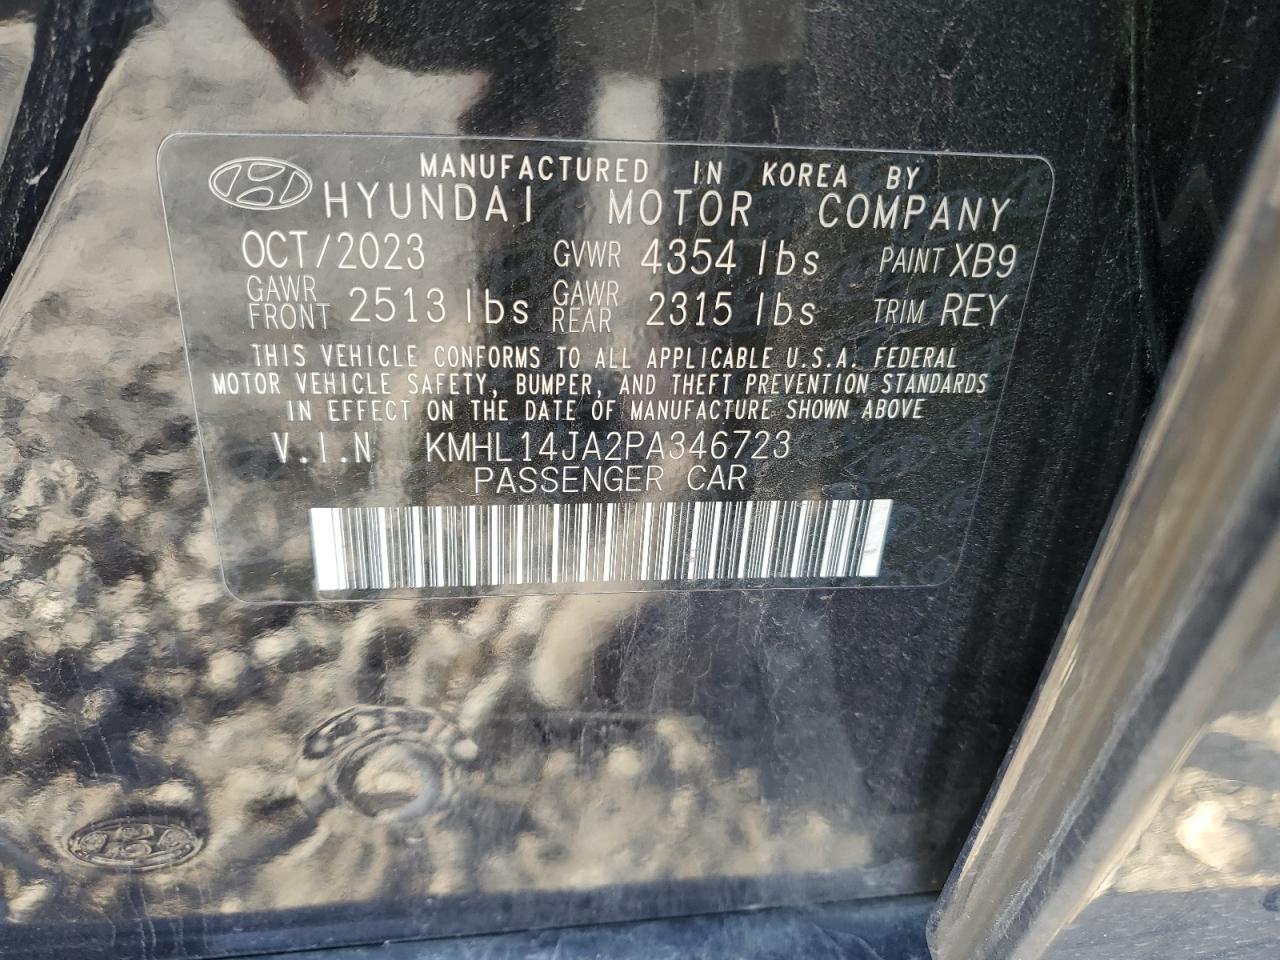 MANUFACTURED IN KOREA BY
HYUNDAI MOTOR COMPANY
OCT/2023 GVWR 4354 lbs PAINT XB9
GAWR FRONT 2513 lbs GAWR REAR 2315 lbs TRIM REY
THIS VEHICLE CONFORMS TO ALL APPLICABLE U.S.A. FEDERAL
MOTOR VEHICLE SAFETY, BUMPER, AND THEFT PREVENTION STANDARDS
IN EFFECT ON THE DATE OF MANUFACTURE SHOWN ABOVE
V.I.N KMHL14JA2PA346723
PASSENGER CAR